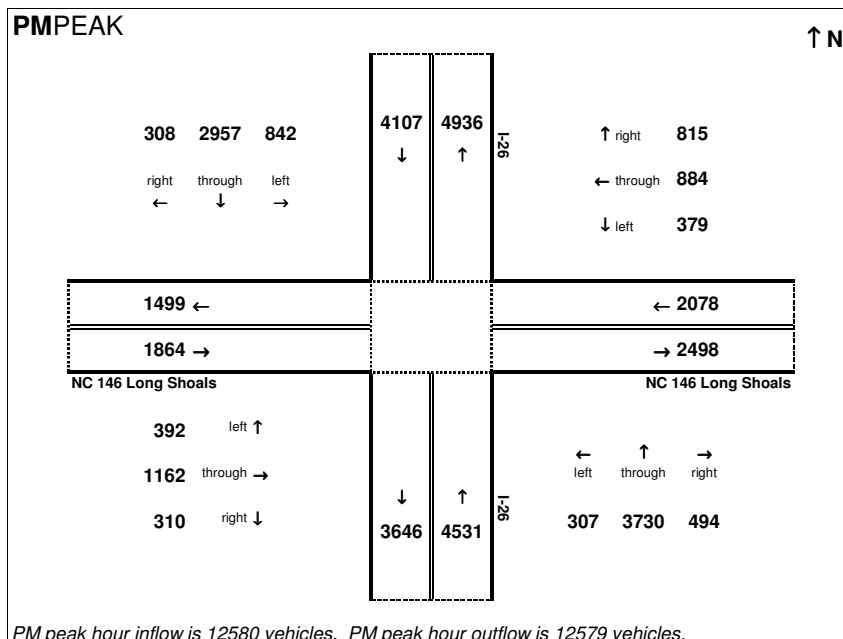 PMPEAK
↑ N
308 2957 842
right through left
← ↓ →
4107 4936
↓ ↑
I-26
↑ right 815
← through 884
↓ left 379
1499 ←
← 2078
1864 →
→ 2498
NC 146 Long Shoals
NC 146 Long Shoals
392 left ↑
1162 through →
310 right ↓
↓ ↑
3646 4531
I-26
← ↑ →
left through right
307 3730 494
PM peak hour inflow is 12580 vehicles. PM peak hour outflow is 12579 vehicles.